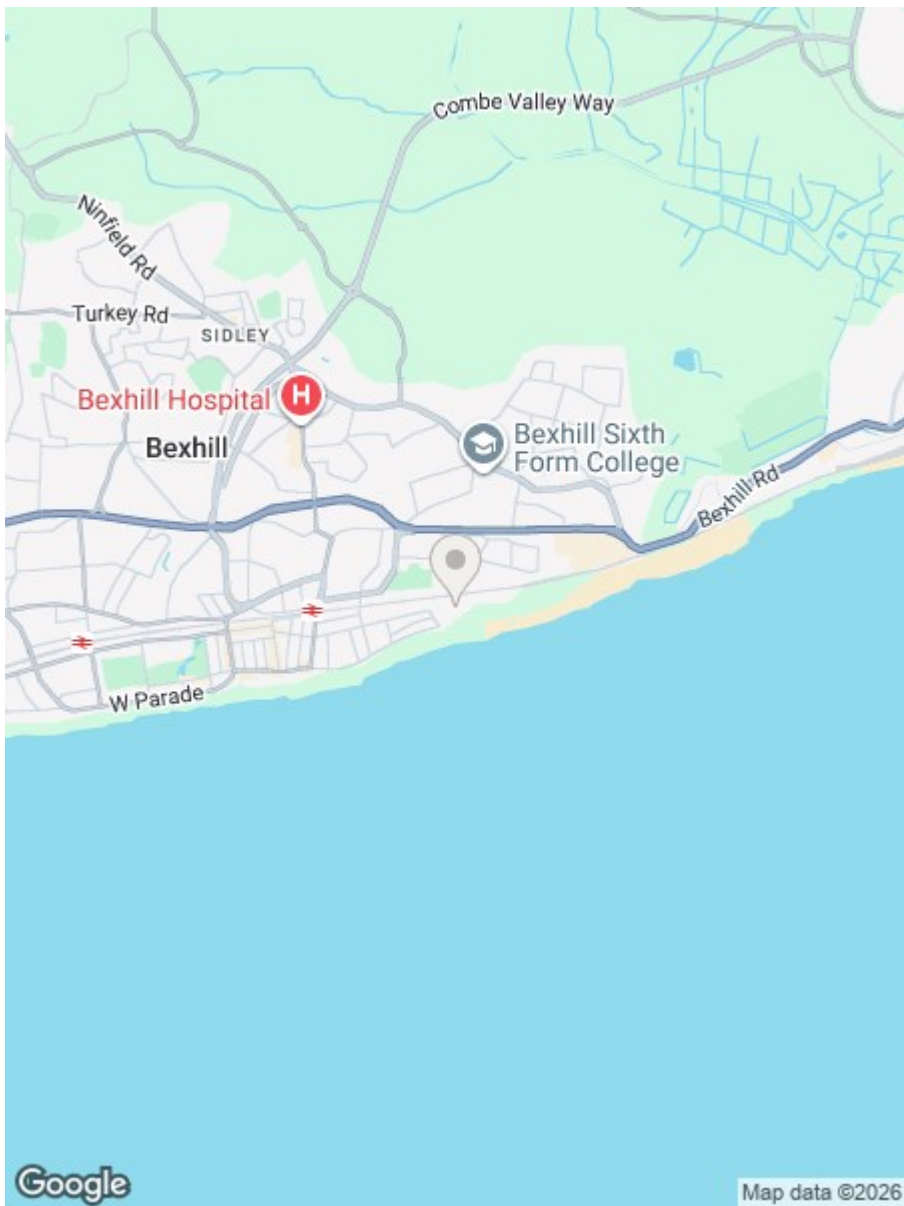 Combe Valley Way
Ninfield Rd
Turkey Rd
SIDLEY
Bexhill Hospital
H
Bexhill
Bexhill Sixth
Form College
Bexhill Rd
W Parade
Google
Map data ©2026